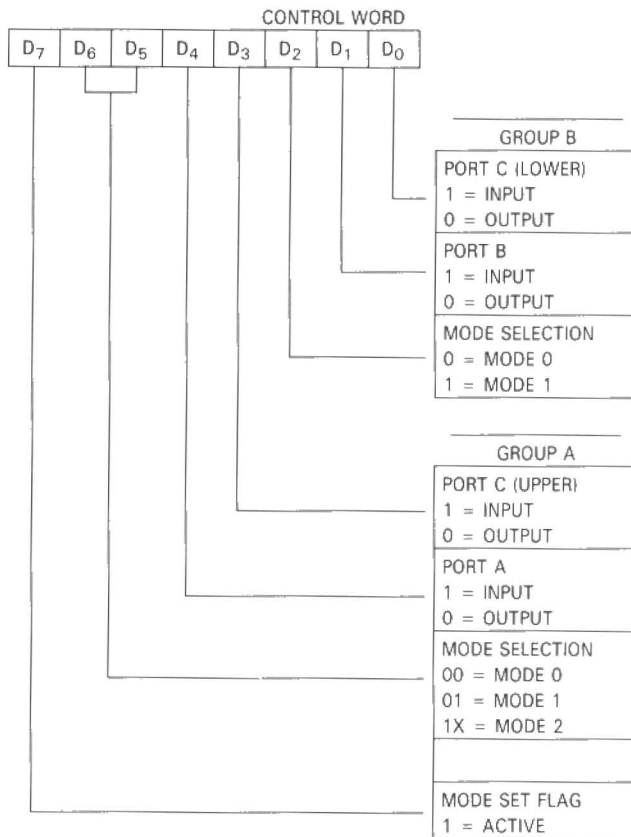 CONTROL WORD
D7 D6 D5 D4 D3 D2 D1 D0
GROUP B
PORT C (LOWER)
1 = INPUT
0 = OUTPUT
PORT B
1 = INPUT
0 = OUTPUT
MODE SELECTION
0 = MODE 0
1 = MODE 1
GROUP A
PORT C (UPPER)
1 = INPUT
0 = OUTPUT
PORT A
1 = INPUT
0 = OUTPUT
MODE SELECTION
00 = MODE 0
01 = MODE 1
1X = MODE 2
MODE SET FLAG
1 = ACTIVE